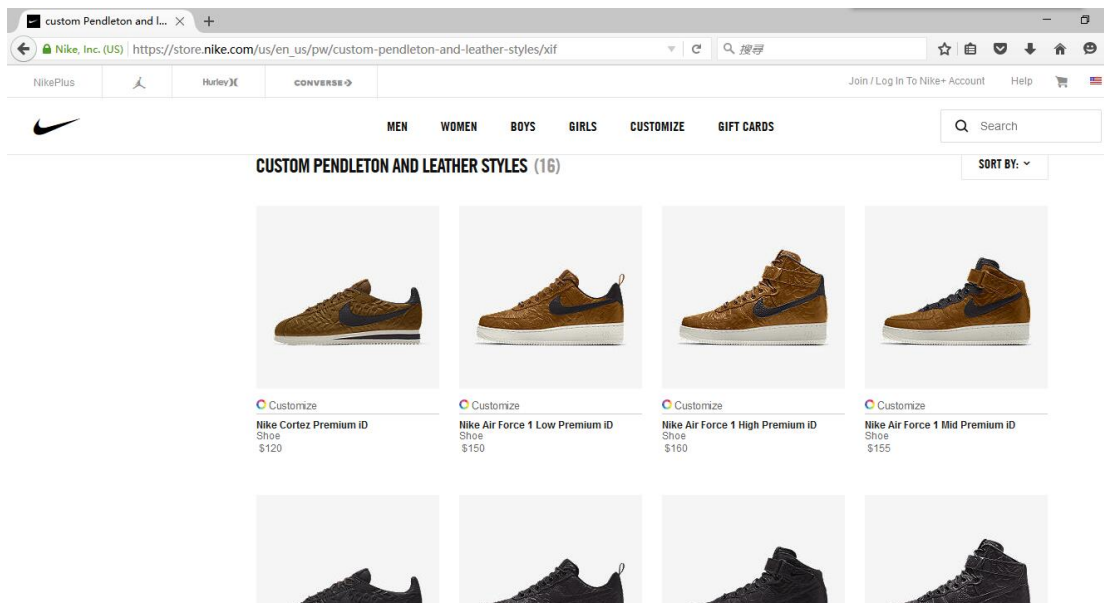 custom Pendleton and l...
Nike, Inc. (US) https://store.nike.com/us/en_us/pw/custom-pendleton-and-leather-styles/xif
搜尋
NikePlus
Hurley
CONVERSE
Join / Log In To Nike+ Account
Help
MEN WOMEN BOYS GIRLS CUSTOMIZE GIFT CARDS
Search
CUSTOM PENDLETON AND LEATHER STYLES (16)
SORT BY:
Customize
Nike Cortez Premium iD
Shoe
$120
Customize
Nike Air Force 1 Low Premium iD
Shoe
$150
Customize
Nike Air Force 1 High Premium iD
Shoe
$160
Customize
Nike Air Force 1 Mid Premium iD
Shoe
$155